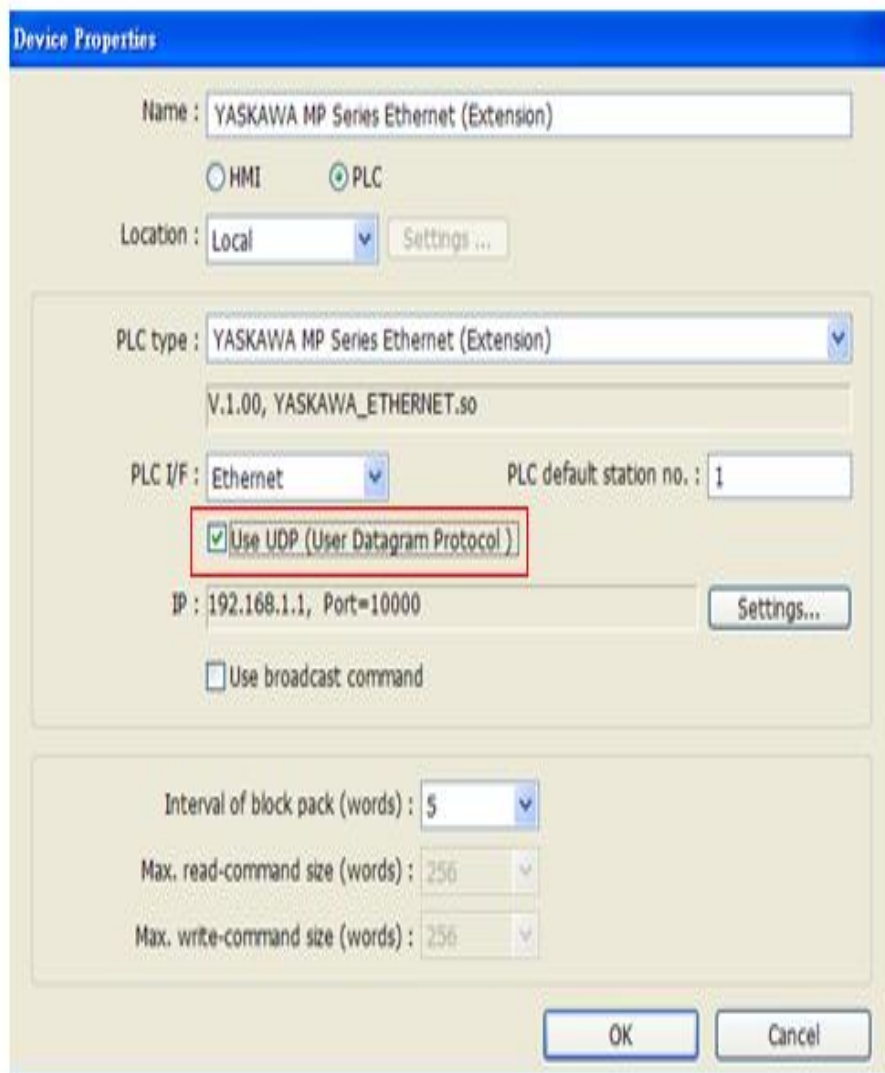 Device Properties
Name : YASKAWA MP Series Ethernet (Extension)
HMI PLC
Location : Local Settings ...
PLC type : YASKAWA MP Series Ethernet (Extension)
V.1.00, YASKAWA_ETHERNET.so
PLC I/F : Ethernet PLC default station no. : 1
Use UDP (User Datagram Protocol )
IP : 192.168.1.1, Port=10000 Settings...
Use broadcast command
Interval of block pack (words) : 5
Max. read-command size (words) : 256
Max. write-command size (words) : 256
OK Cancel